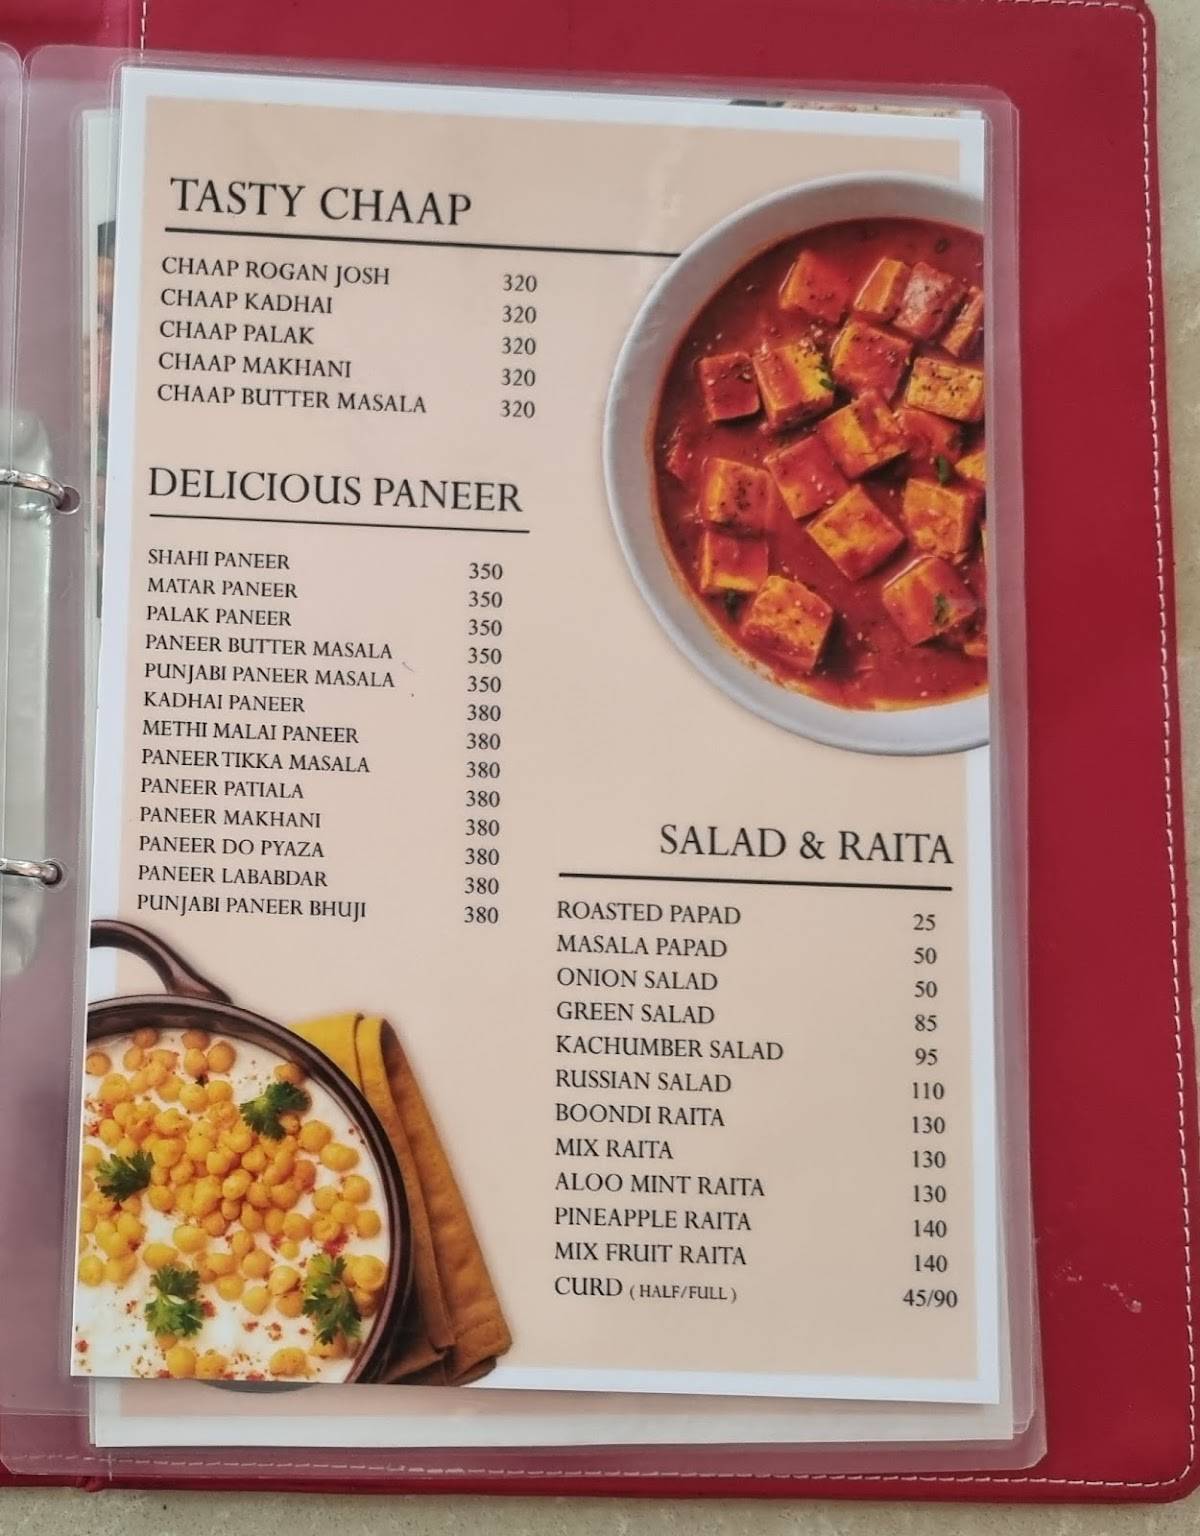 TASTY CHAAP
CHAAP ROGAN JOSH 320
CHAAP KADHAI 320
CHAAP PALAK 320
CHAAP MAKHANI 320
CHAAP BUTTER MASALA 320
DELICIOUS PANEER
SHAHI PANEER 350
MATAR PANEER 350
PALAK PANEER 350
PANEER BUTTER MASALA 350
PUNJABI PANEER MASALA 350
KADHAI PANEER 380
METHI MALAI PANEER 380
PANEER TIKKA MASALA 380
PANEER PATIALA 380
PANEER MAKHANI 380
PANEER DO PYAZA 380
PANEER LABABDAR 380
PUNJABI PANEER BHUJI 380
SALAD & RAITA
ROASTED PAPAD 25
MASALA PAPAD 50
ONION SALAD 50
GREEN SALAD 85
KACHUMBER SALAD 95
RUSSIAN SALAD 110
BOONDI RAITA 130
MIX RAITA 130
ALOO MINT RAITA 130
PINEAPPLE RAITA 140
MIX FRUIT RAITA 140
CURD ( HALF/FULL ) 45/90